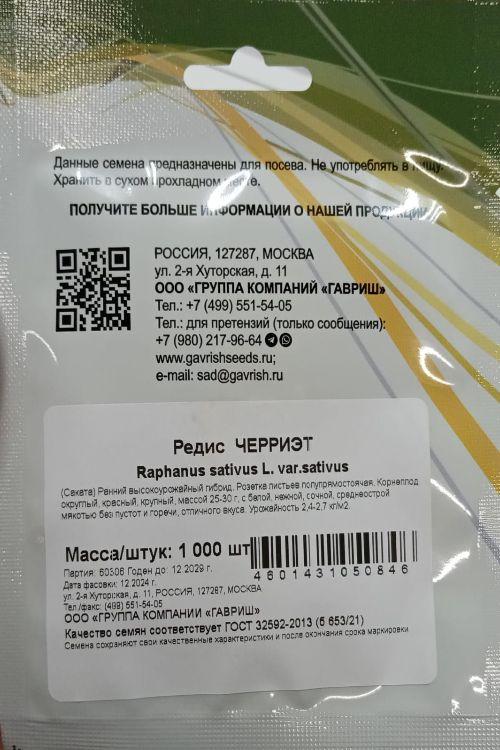 Данные семена предназначены для посева. Не употреблять в пищу.
Хранить в сухом прохладном месте.
ПОЛУЧИТЕ БОЛЬШЕ ИНФОРМАЦИИ О НАШЕЙ ПРОДУКЦИИ
РОССИЯ, 127287, МОСКВА
ул. 2-я Хуторская, д. 11
ООО «ГРУППА КОМПАНИЙ «ГАВРИШ»
Тел.: +7 (499) 551-54-05
Тел.: для претензий (только сообщения):
+7 (980) 217-96-64
www.gavrishseeds.ru;
e-mail: sad@gavrish.ru
Редис ЧЕРРИЭТ
Raphanus sativus L. var.sativus
(Саката) Ранний высокоурожайный гибрид. Розетка листьев полупрямостоячая. Корнеплод
округлый, красный, крупный, массой 25-30 г, с белой, нежной, сочной, среднеострой
мякотью без пустот и горечи, отличного вкуса. Урожайность 2,4-2,7 кг/м2.
Масса/штук: 1 000 шт
Партия: 60306 Годен до: 12.2029 г.
Дата фасовки: 12.2024 г.
ул. 2-я Хуторская, д. 11, РОССИЯ, 127287, МОСКВА
Тел./факс: (499) 551-54-05
ООО «ГРУППА КОМПАНИЙ «ГАВРИШ»
4601431050846
Качество семян соответствует ГОСТ 32592-2013 (б 653/21)
Семена сохраняют свои качественные характеристики и после окончания срока маркировки